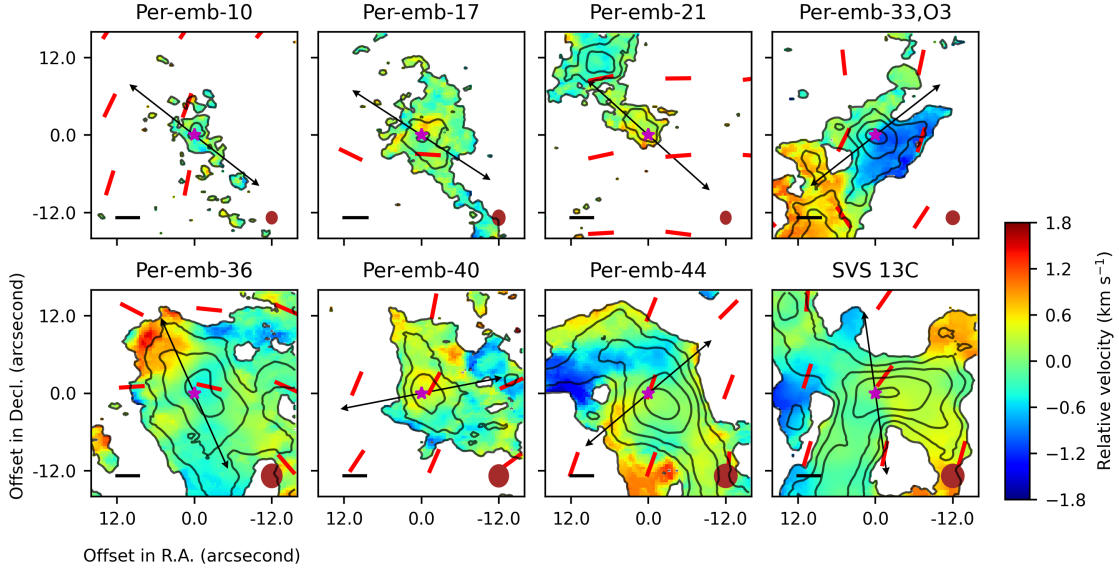 Per-emb-10 Per-emb-17 Per-emb-21 Per-emb-33,O3
12.0
0.0
-12.0
Per-emb-36 Per-emb-40 Per-emb-44 SVS 13C
12.0
0.0
-12.0
12.0 0.0 -12.0 12.0 0.0 -12.0 12.0 0.0 -12.0 12.0 0.0 -12.0
Offset in R.A. (arcsecond)
Offset in Decl. (arcsecond)
1.8
1.2
0.6
0.0
−0.6
−1.2
−1.8
Relative velocity (km s⁻¹)